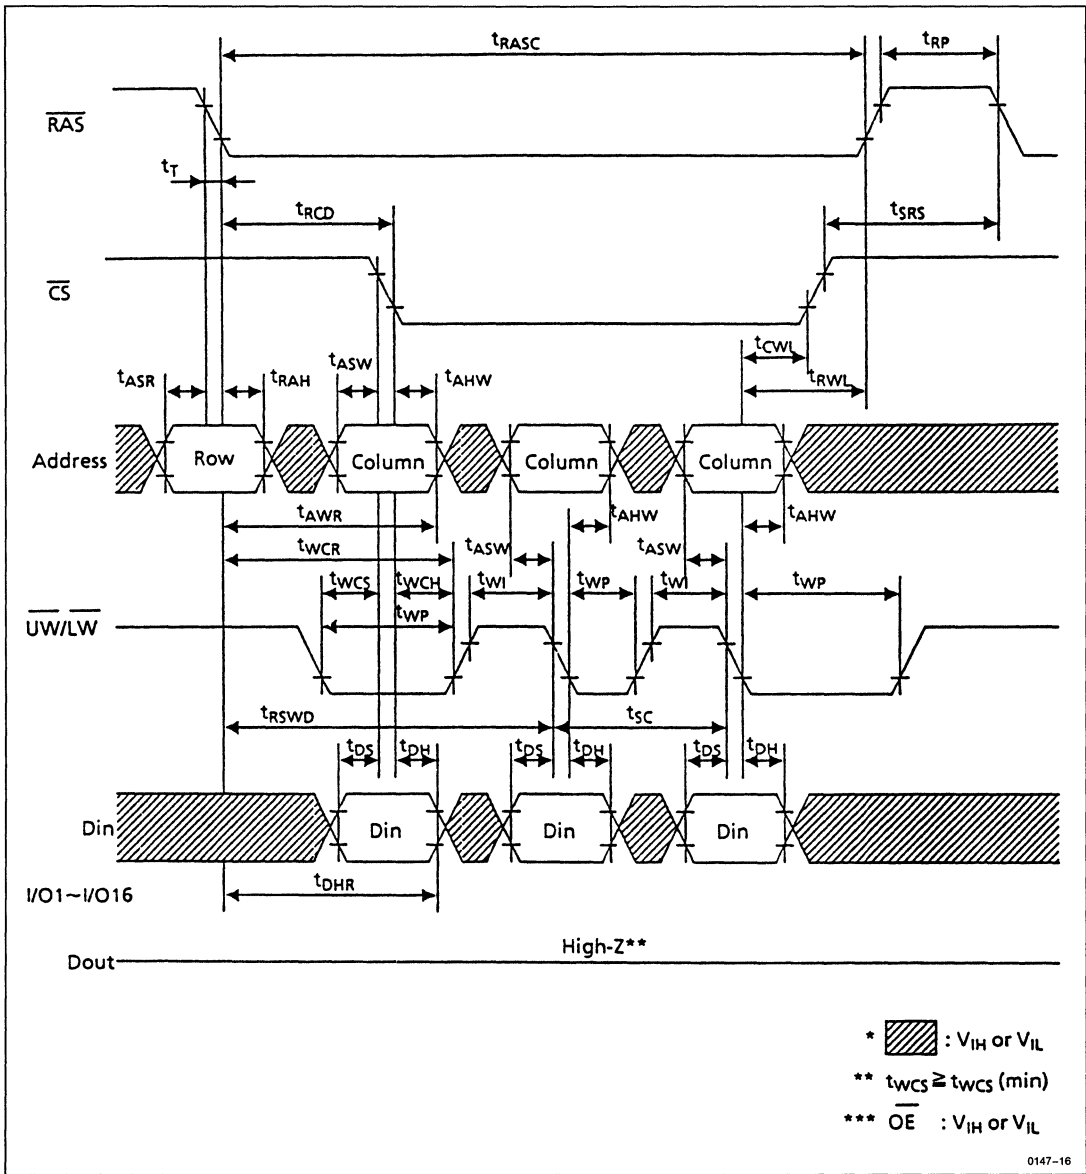 tRASC tRP
RAS
tT
tRCD tSRS
CS
tCWL
tASR tRAH tASW tAHW tRWL
Address Row Column Column Column
tAWR tAHW tAHW
tWCR tASW tASW
tWCS tWCH tWI tWP tWI tWP
tWP
UW/LW
tRSWD tSC
tDS tDH tDS tDH tDS tDH
Din Din Din Din
tDHR
I/O1~I/O16
High-Z**
Dout
* : VIH or VIL
** tWCS ≧ tWCS (min)
*** OE : VIH or VIL
0147-16